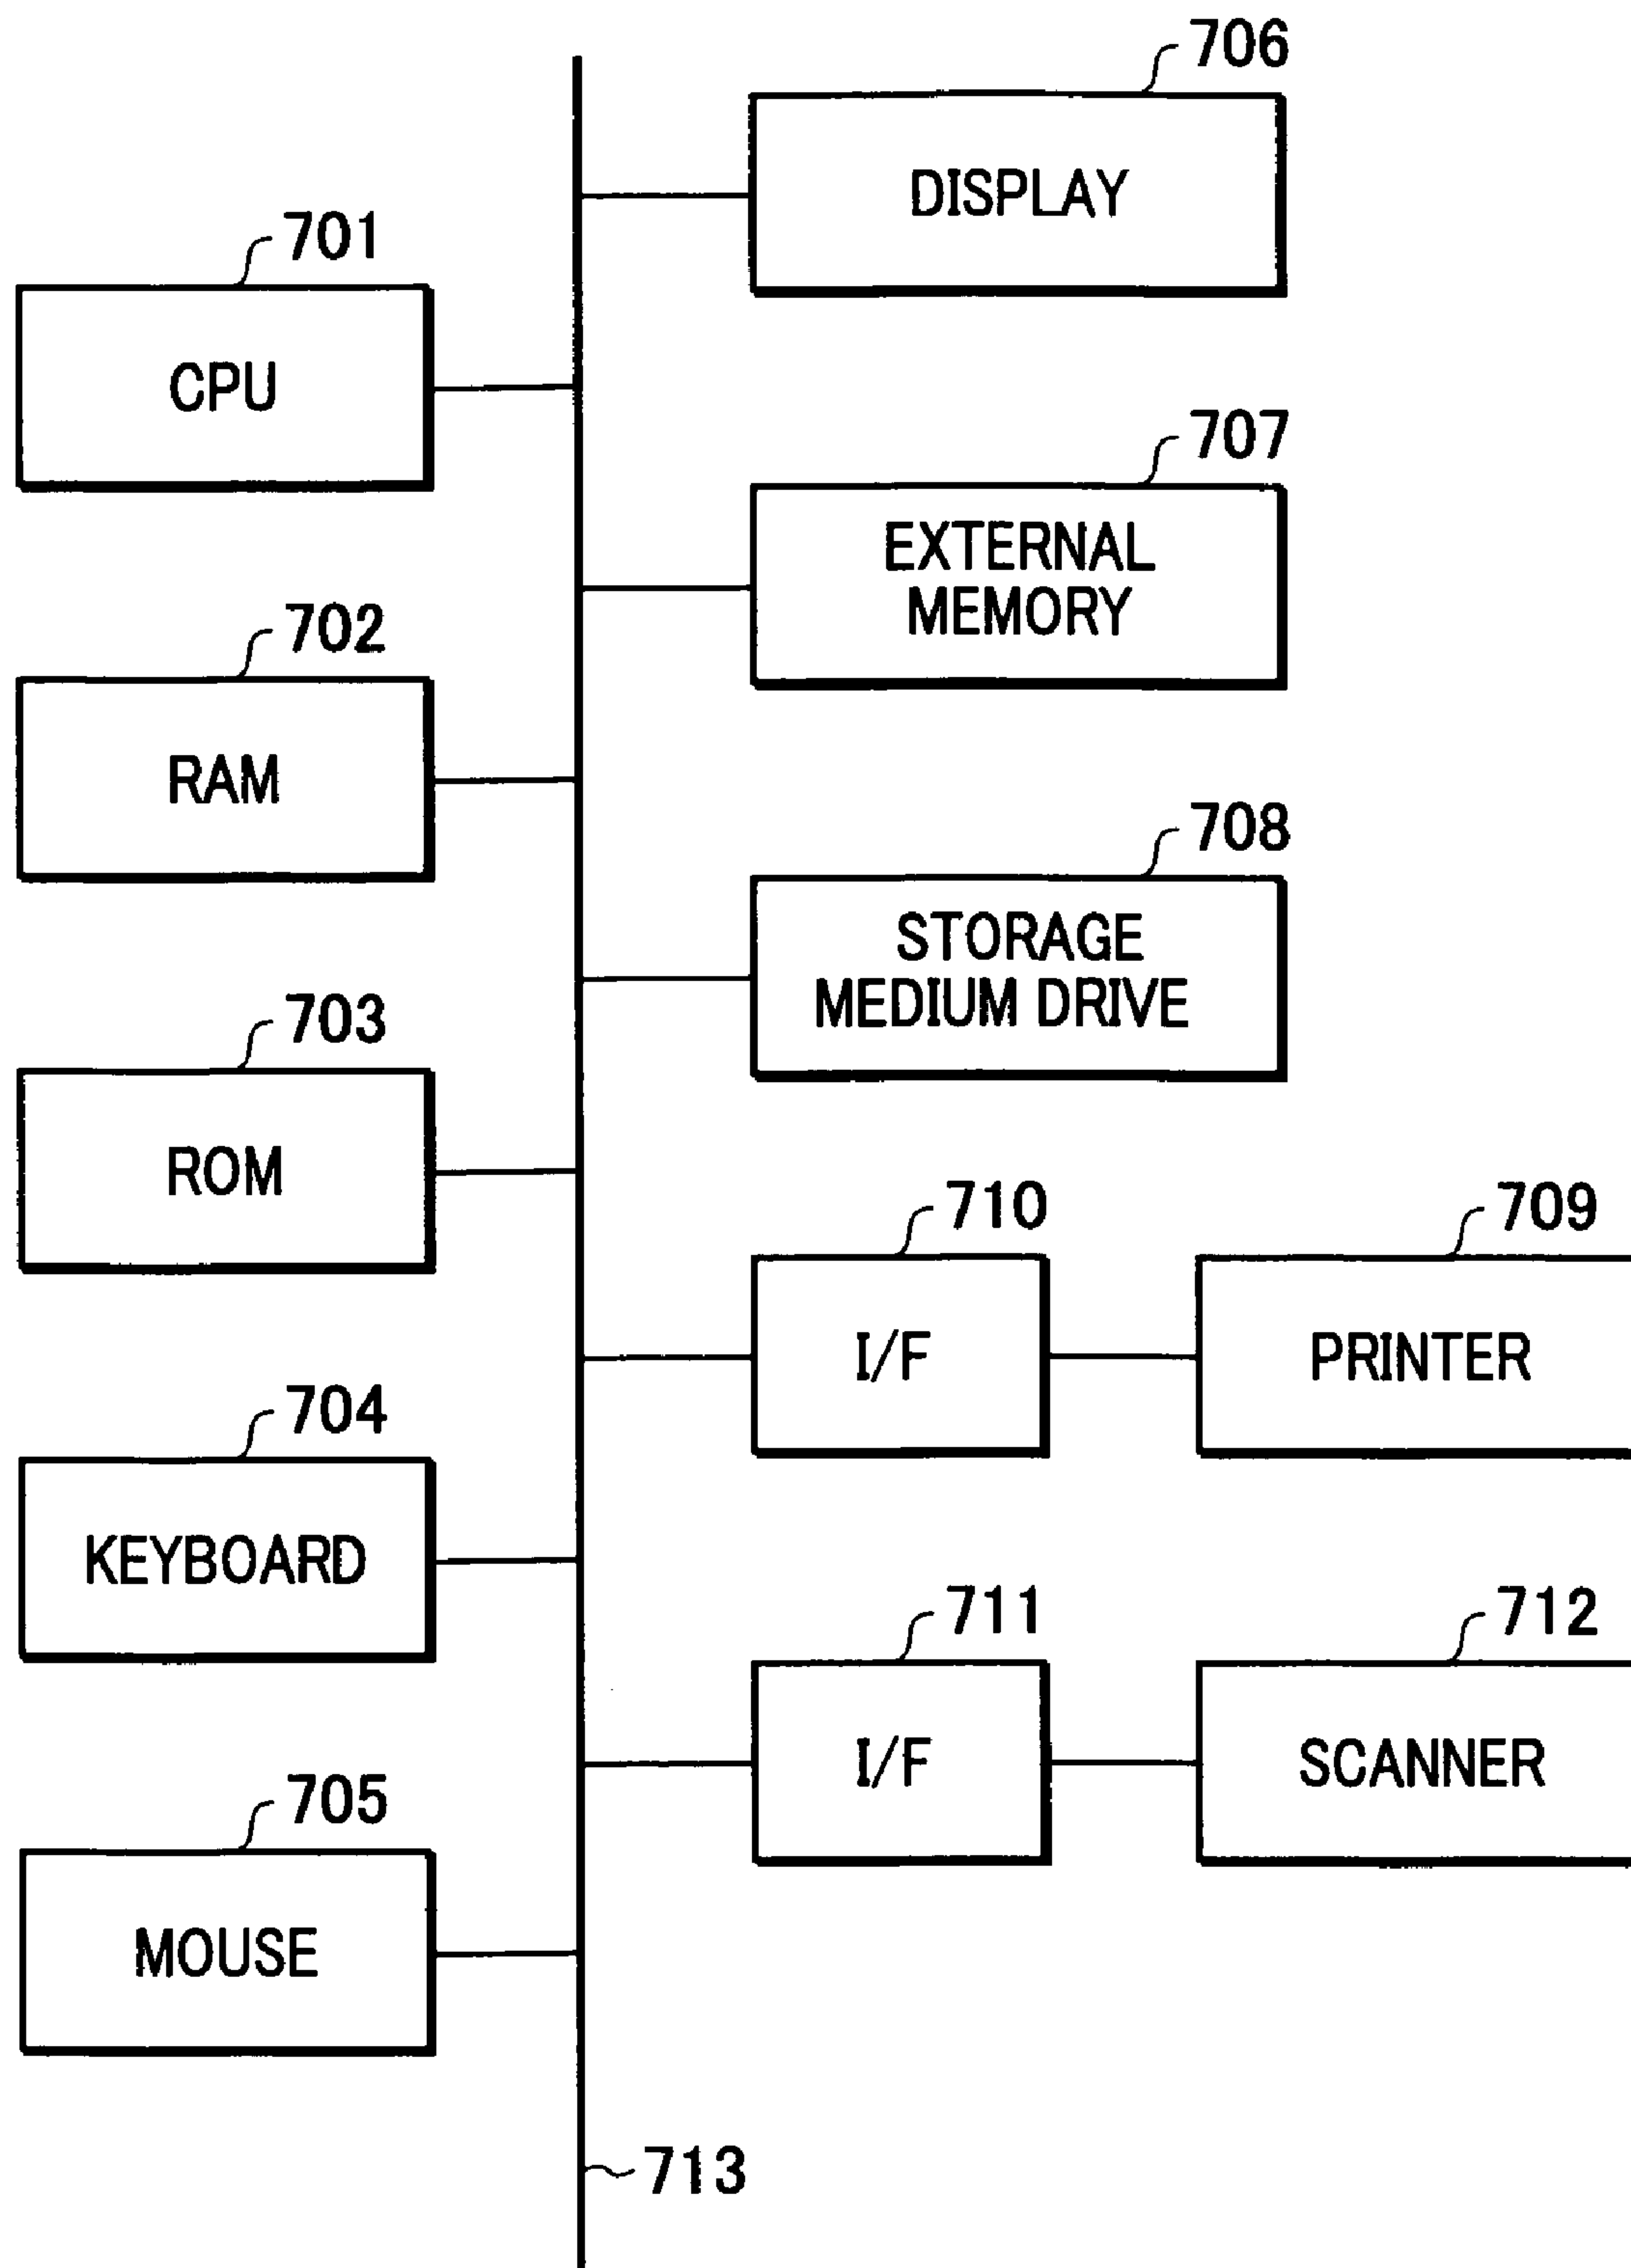 706
DISPLAY
701
CPU
707
EXTERNAL
MEMORY
702
RAM
708
STORAGE
MEDIUM DRIVE
703
ROM
710
I/F
709
PRINTER
704
KEYBOARD
711
I/F
712
SCANNER
705
MOUSE
713